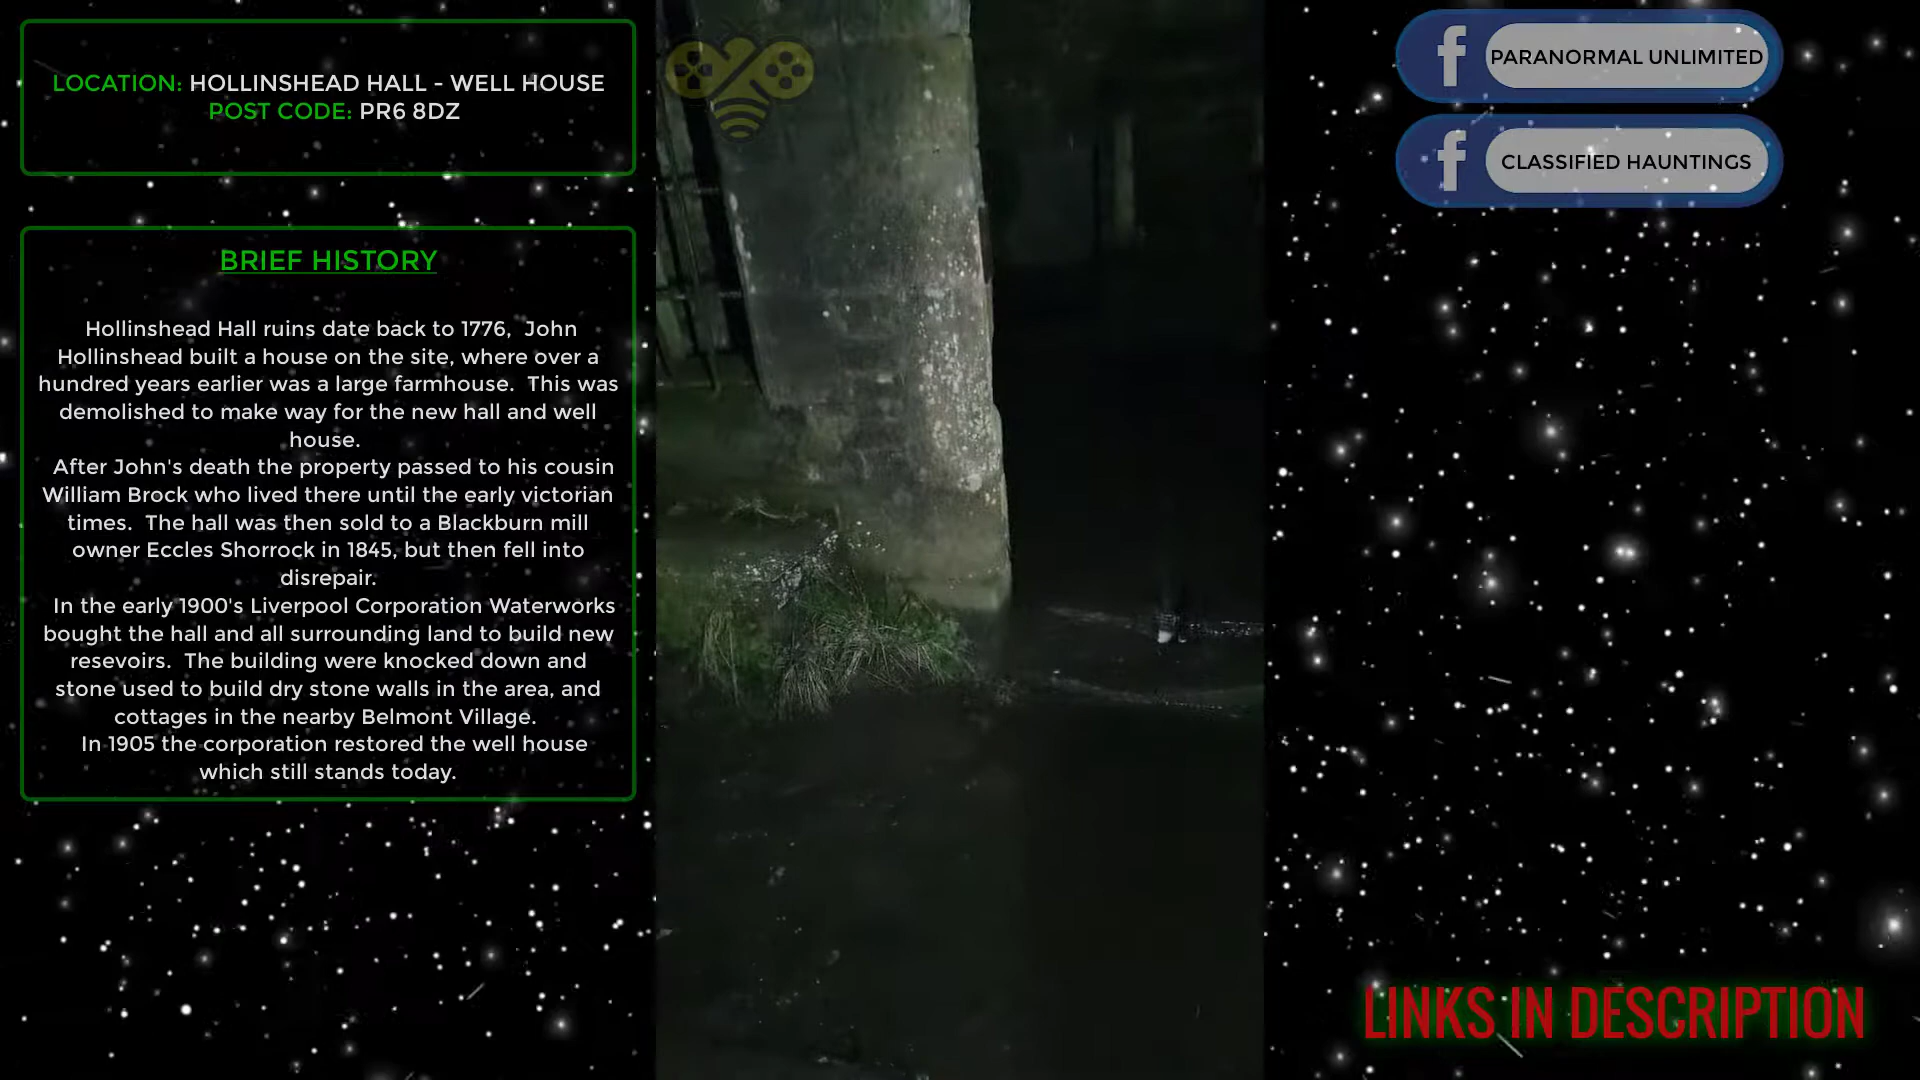 LOCATION: HOLLINSHEAD HALL - WELL HOUSE
POST CODE: PR6 8DZ
BRIEF HISTORY
Hollinshead Hall ruins date back to 1776, John
Hollinshead built a house on the site, where over a
hundred years earlier was a large farmhouse. This was
demolished to make way for the new hall and well
house.
After John's death the property passed to his cousin
William Brock who lived there until the early victorian
times. The hall was then sold to a Blackburn mill
owner Eccles Shorrock in 1845, but then fell into
disrepair.
In the early 1900's Liverpool Corporation Waterworks
bought the hall and all surrounding land to build new
resevoirs. The building were knocked down and
stone used to build dry stone walls in the area, and
cottages in the nearby Belmont Village.
In 1905 the corporation restored the well house
which still stands today.
f PARANORMAL UNLIMITED
f CLASSIFIED HAUNTINGS
LINKS IN DESCRIPTION